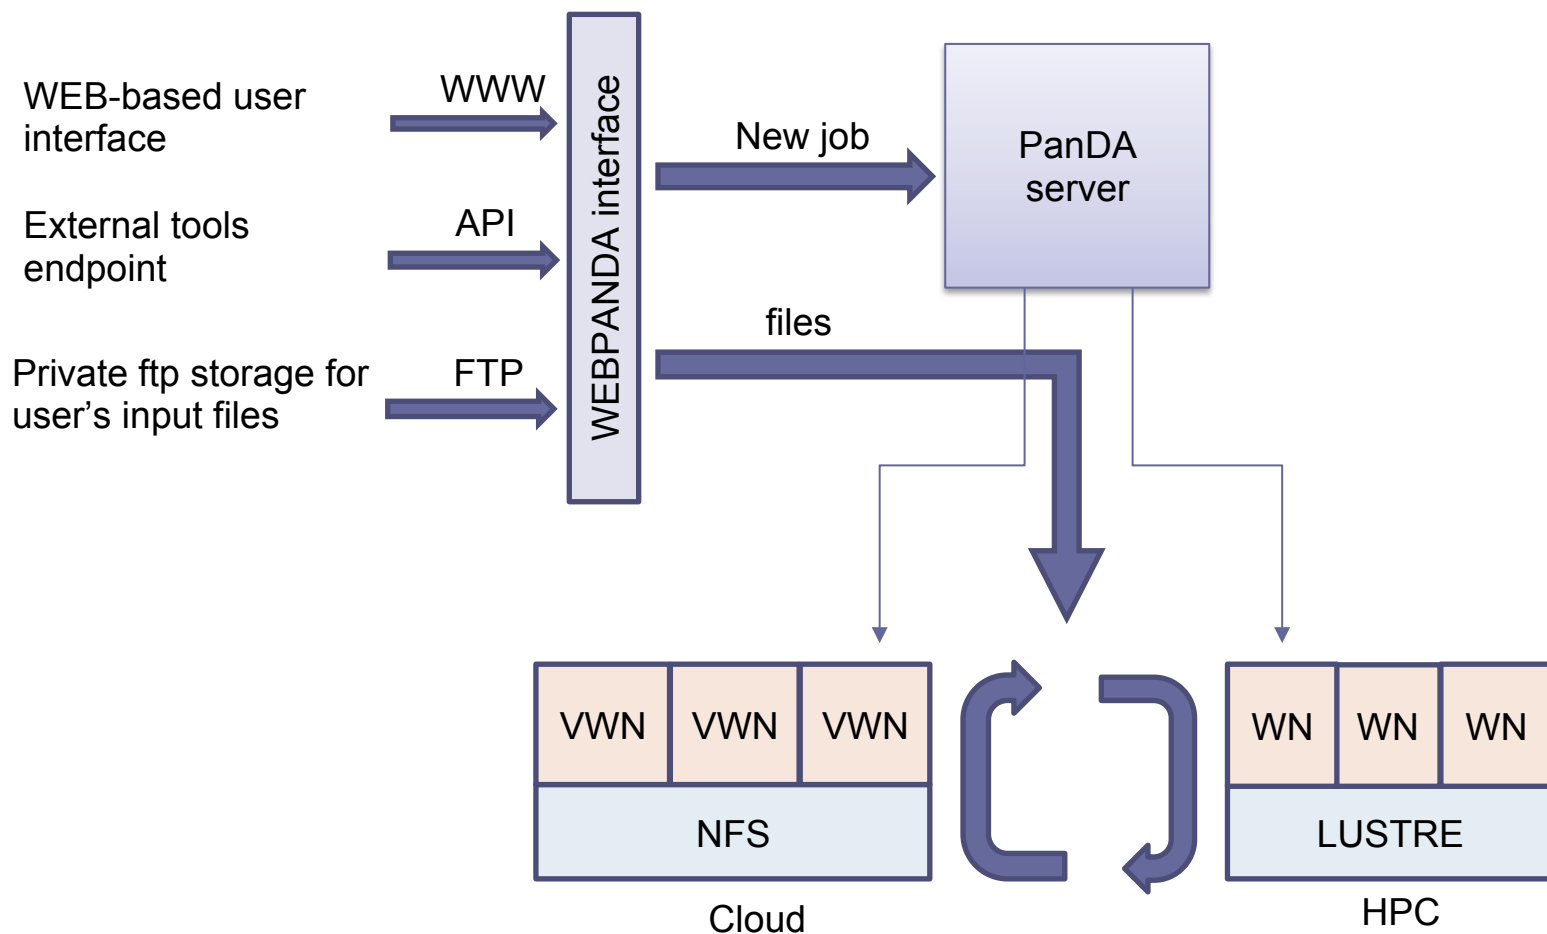 WEB-based user
interface
WWW
External tools
endpoint
API
Private ftp storage for
user’s input files
FTP
WEBPANDA interface
New job
files
PanDA
server
VWN
VWN
VWN
NFS
Cloud
WN
WN
WN
LUSTRE
HPC